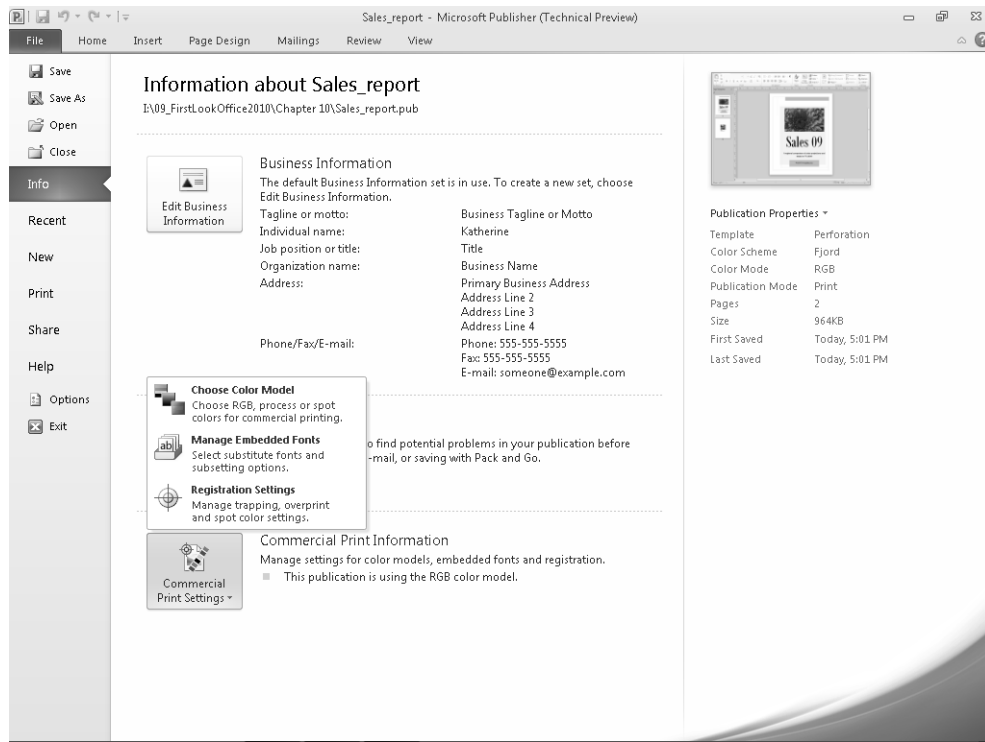 Sales_report - Microsoft Publisher (Technical Preview)
File Home Insert Page Design Mailings Review View
Save
Save As
Open
Close
Info
Recent
New
Print
Share
Help
Options
Exit
Information about Sales_report
I:\09_FirstLookOffice2010\Chapter 10\Sales_report.pub
Edit Business
Information
Business Information
The default Business Information set is in use. To create a new set, choose
Edit Business Information.
Tagline or motto: Business Tagline or Motto
Individual name: Katherine
Job position or title: Title
Organization name: Business Name
Address: Primary Business Address
Address Line 2
Address Line 3
Address Line 4
Phone/Fax/E-mail: Phone: 555-555-5555
Fax: 555-555-5555
E-mail: someone@example.com
Choose Color Model
Choose RGB, process or spot
colors for commercial printing.
Manage Embedded Fonts
Select substitute fonts and
subsetting options.
Registration Settings
Manage trapping, overprint
and spot color settings.
o find potential problems in your publication before
-mail, or saving with Pack and Go.
Commercial
Print Settings
Commercial Print Information
Manage settings for color models, embedded fonts and registration.
This publication is using the RGB color model.
Sales 09
Publication Properties
Template Perforation
Color Scheme Fjord
Color Mode RGB
Publication Mode Print
Pages 2
Size 964KB
First Saved Today, 5:01 PM
Last Saved Today, 5:01 PM